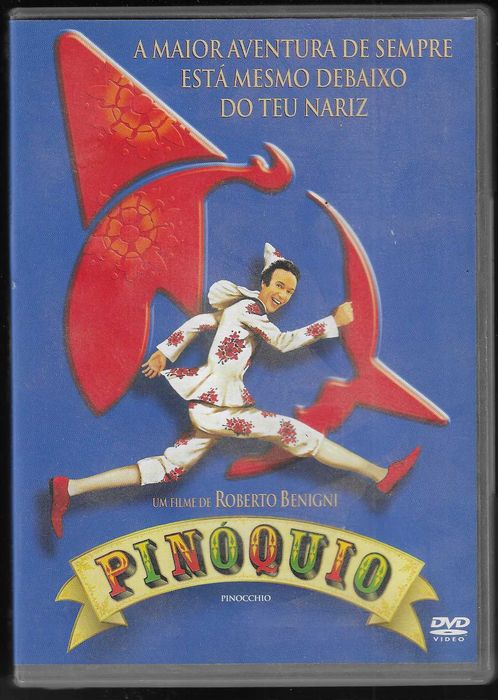 A MAIOR AVENTURA DE SEMPRE
ESTÁ MESMO DEBAIXO
DO TEU NARIZ
UM FILME DE ROBERTO BENIGNI
PINÓQUIO
PINOCCHIO
DVD
VIDEO